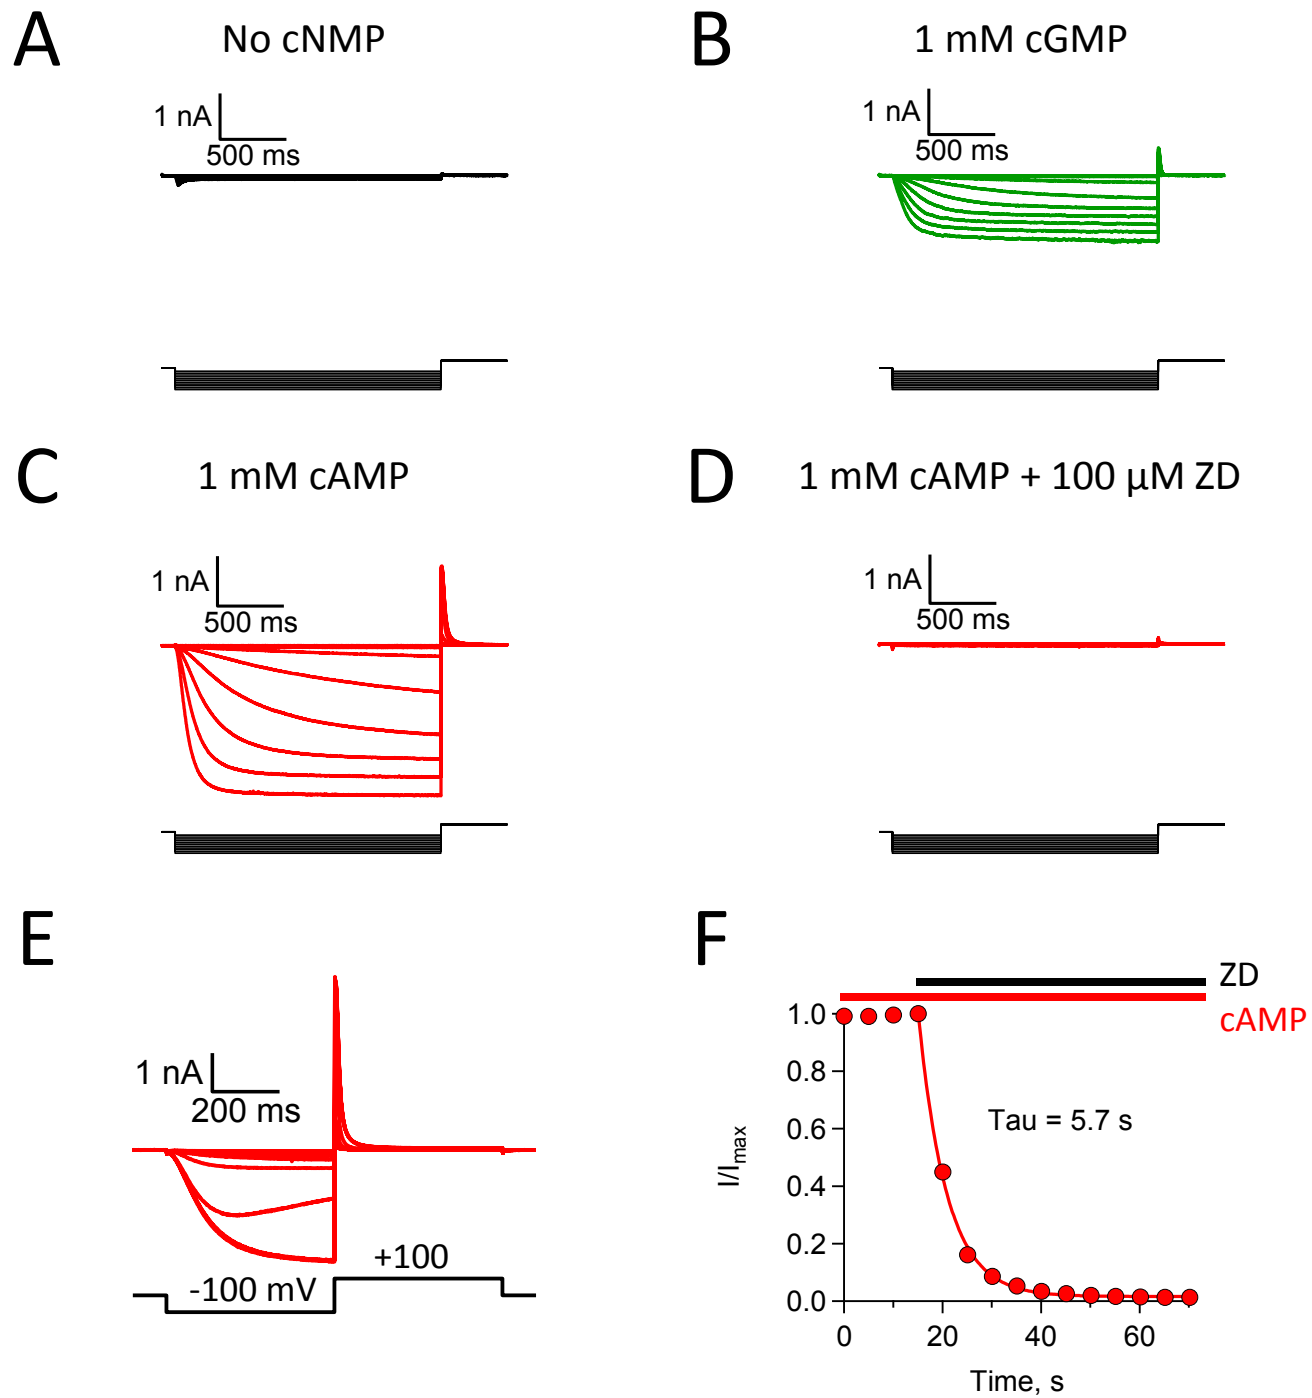 A
No cNMP
1 nA
500 ms
B
1 mM cGMP
1 nA
500 ms
C
1 mM cAMP
1 nA
500 ms
D
1 mM cAMP + 100 µM ZD
1 nA
500 ms
E
1 nA
200 ms
+100
-100 mV
F
ZD
cAMP
1.0
0.8
0.6
0.4
0.2
0.0
I/Imax
Tau = 5.7 s
0 20 40 60
Time, s